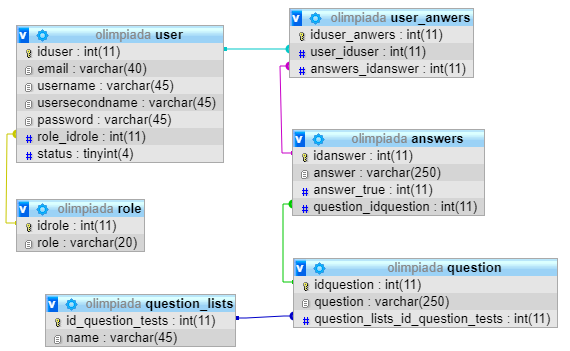 olimpiada user
iduser : int(11)
email : varchar(40)
username : varchar(45)
usersecondname : varchar(45)
password : varchar(45)
role_idrole : int(11)
status : tinyint(4)
olimpiada user_anwers
iduser_anwers : int(11)
user_iduser : int(11)
answers_idanswer : int(11)
olimpiada answers
idanswer : int(11)
answer : varchar(250)
answer_true : int(11)
question_idquestion : int(11)
olimpiada role
idrole : int(11)
role : varchar(20)
olimpiada question
idquestion : int(11)
question : varchar(250)
question_lists_id_question_tests : int(11)
olimpiada question_lists
id_question_tests : int(11)
name : varchar(45)